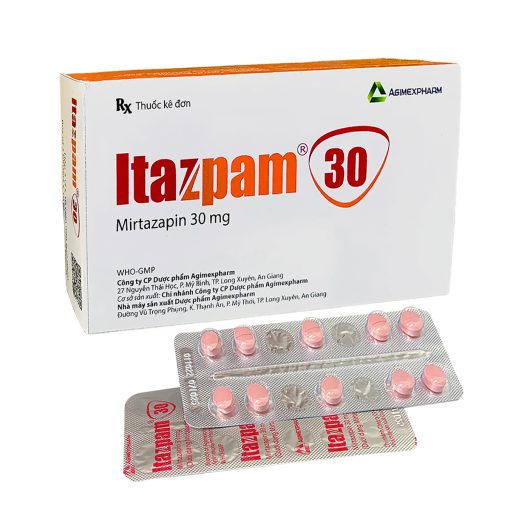 Rx Thuốc kê đơn
AGIMEXPHARM
Itazpam® 30
Mirtazapin 30 mg
WHO-GMP
Công ty CP Dược phẩm Agimexpharm
27 Nguyễn Thái Học, P. Mỹ Bình, TP. Long Xuyên, An Giang
Cơ sở sản xuất: Chi nhánh Công ty CP Dược phẩm Agimexpharm
Nhà máy sản xuất Dược phẩm Agimexpharm
Đường Vũ Trọng Phụng, K. Thạnh An, P. Mỹ Thới, TP. Long Xuyên, An Giang
Itazpam 30
Itazpam 30